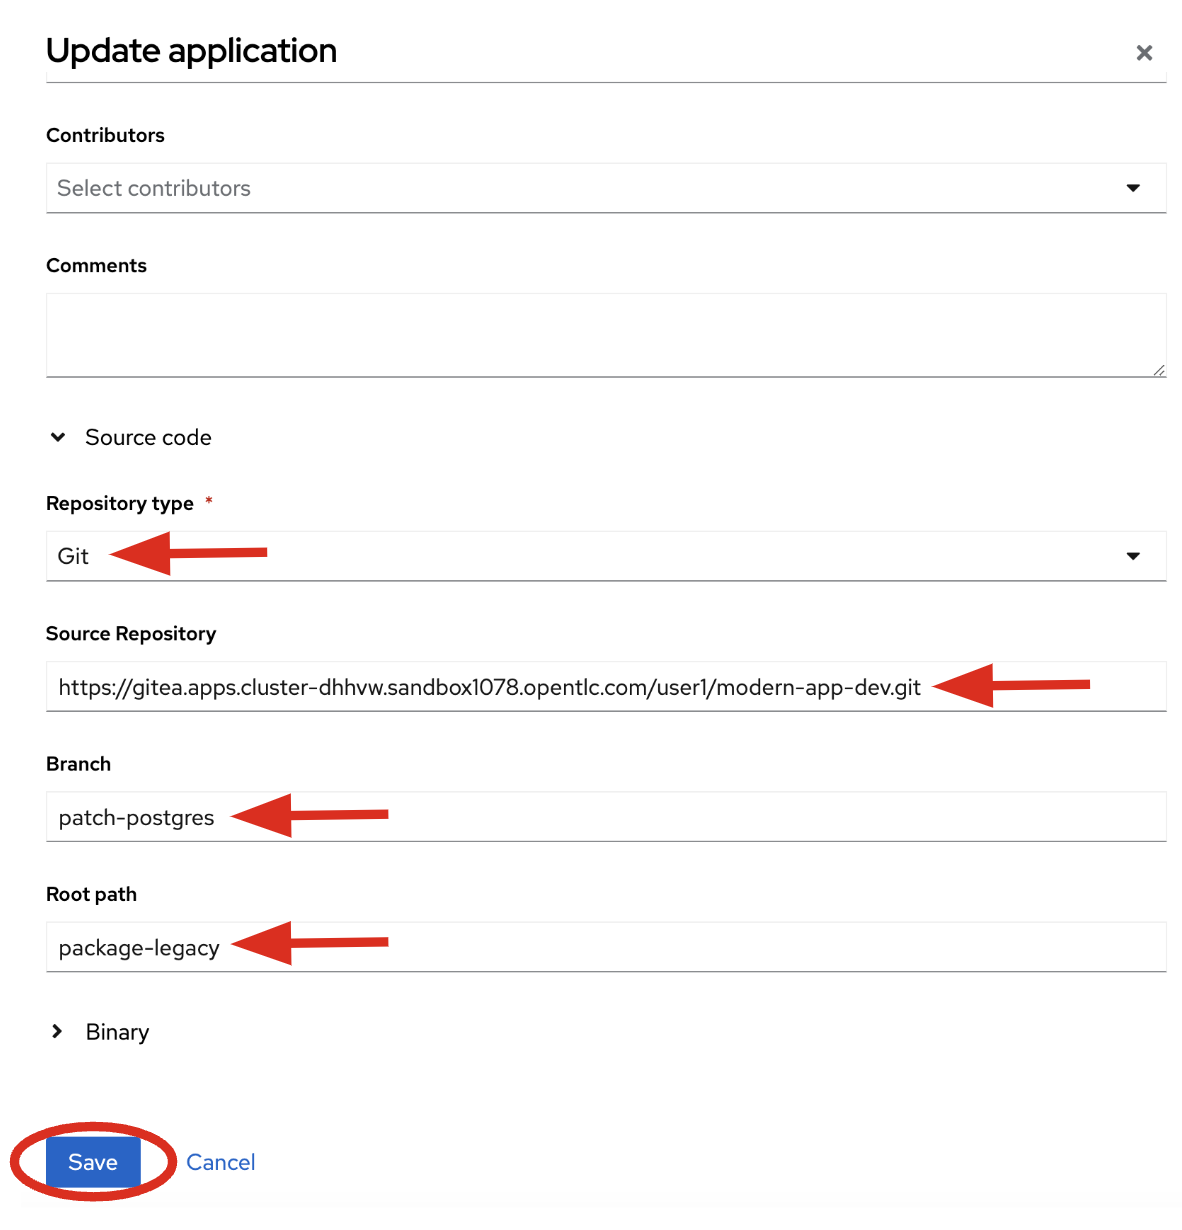 Update application
Contributors
Select contributors
Comments
Source code
Repository type *
Git
Source Repository
https://gitea.apps.cluster-dhhvw.sandbox1078.opentlc.com/user1/modern-app-dev.git
Branch
patch-postgres
Root path
package-legacy
Binary
Save Cancel